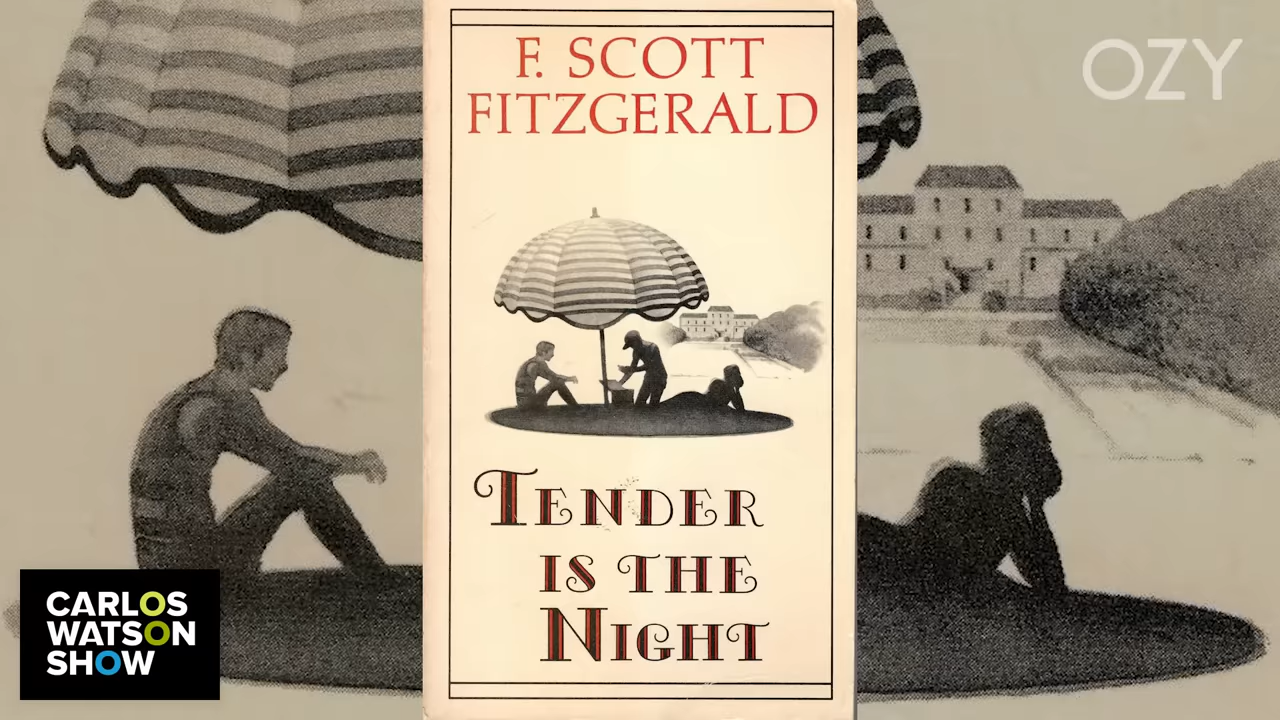 F. SCOTT
FITZGERALD
TENDER
IS THE
NIGHT
OZY
CARLOS
WATSON
SHOW